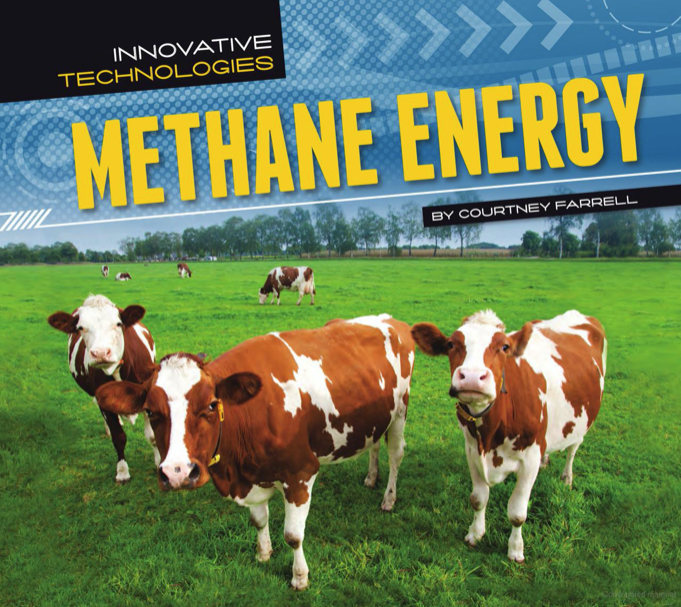 INNOVATIVE
TECHNOLOGIES
METHANE ENERGY
BY COURTNEY FARRELL